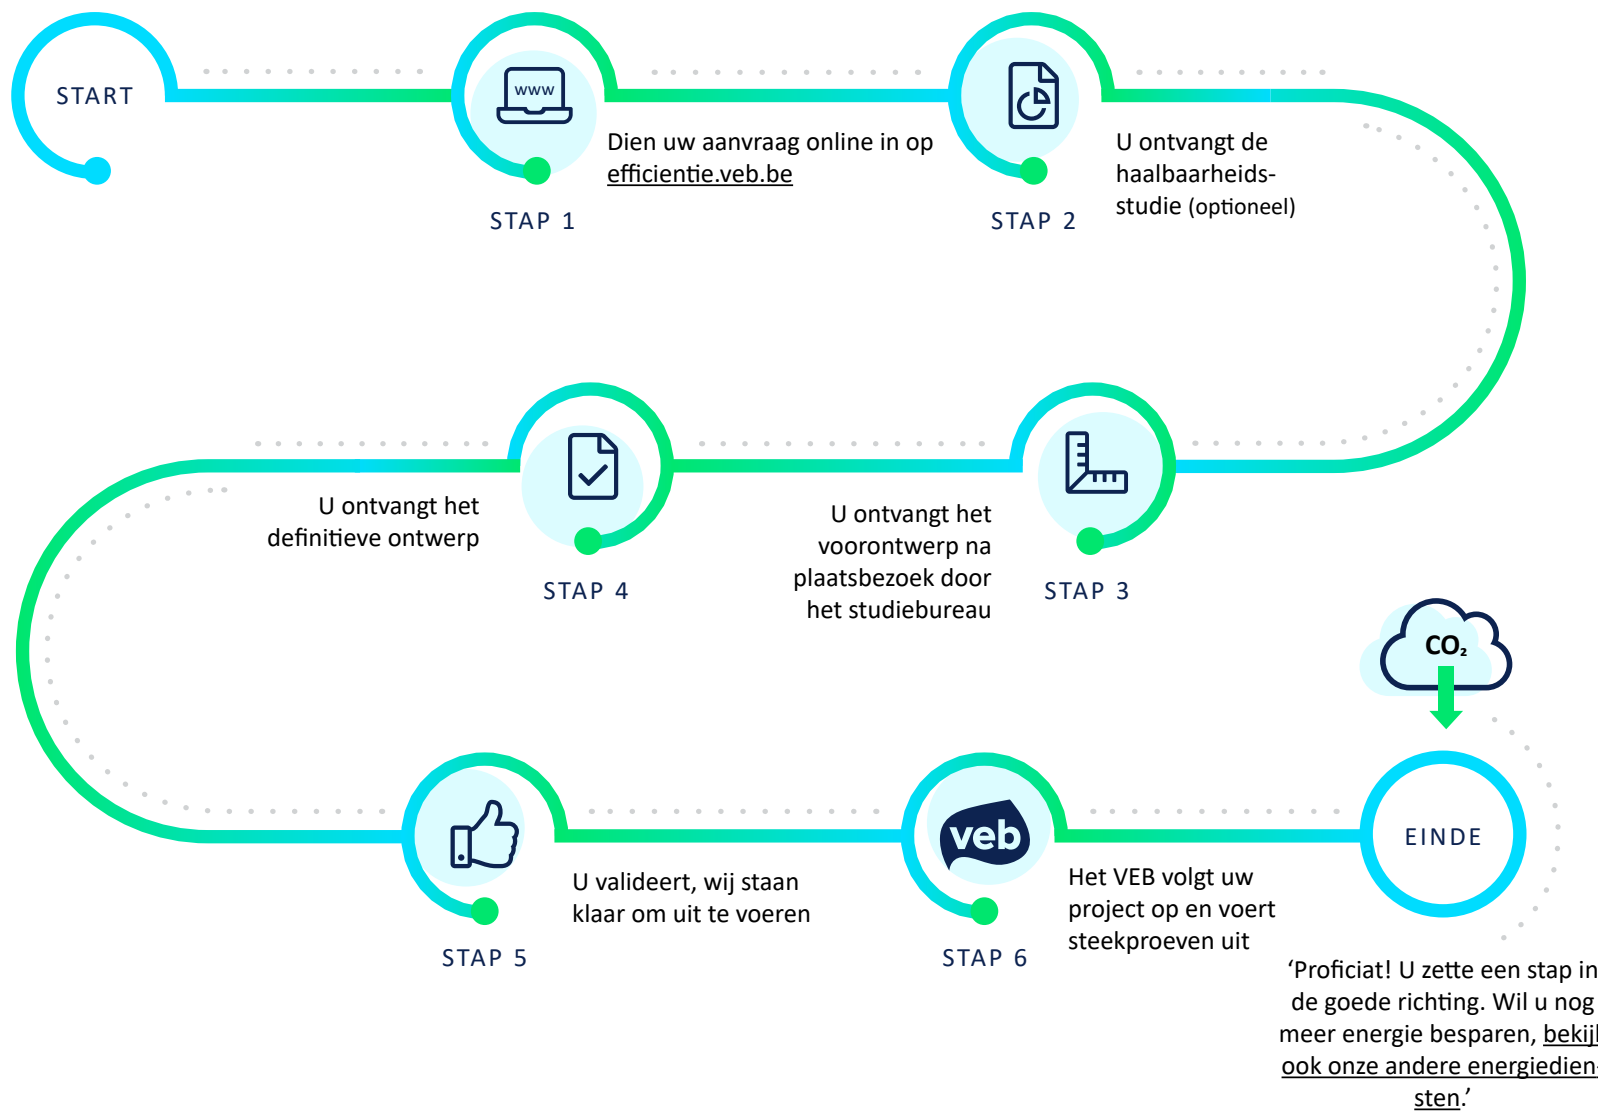 START
www
Dien uw aanvraag online in op
efficientie.veb.be
STAP 1
U ontvangt de
haalbaarheids-
studie (optioneel)
STAP 2
U ontvangt het
voorontwerp na
plaatsbezoek door
het studiebureau
STAP 3
U ontvangt het
definitieve ontwerp
STAP 4
U valideert, wij staan
klaar om uit te voeren
STAP 5
veb
Het VEB volgt uw
project op en voert
steekproeven uit
STAP 6
CO₂
EINDE
‘Proficiat! U zette een stap in
de goede richting. Wil u nog
meer energie besparen, bekijk
ook onze andere energiedien-
sten.’